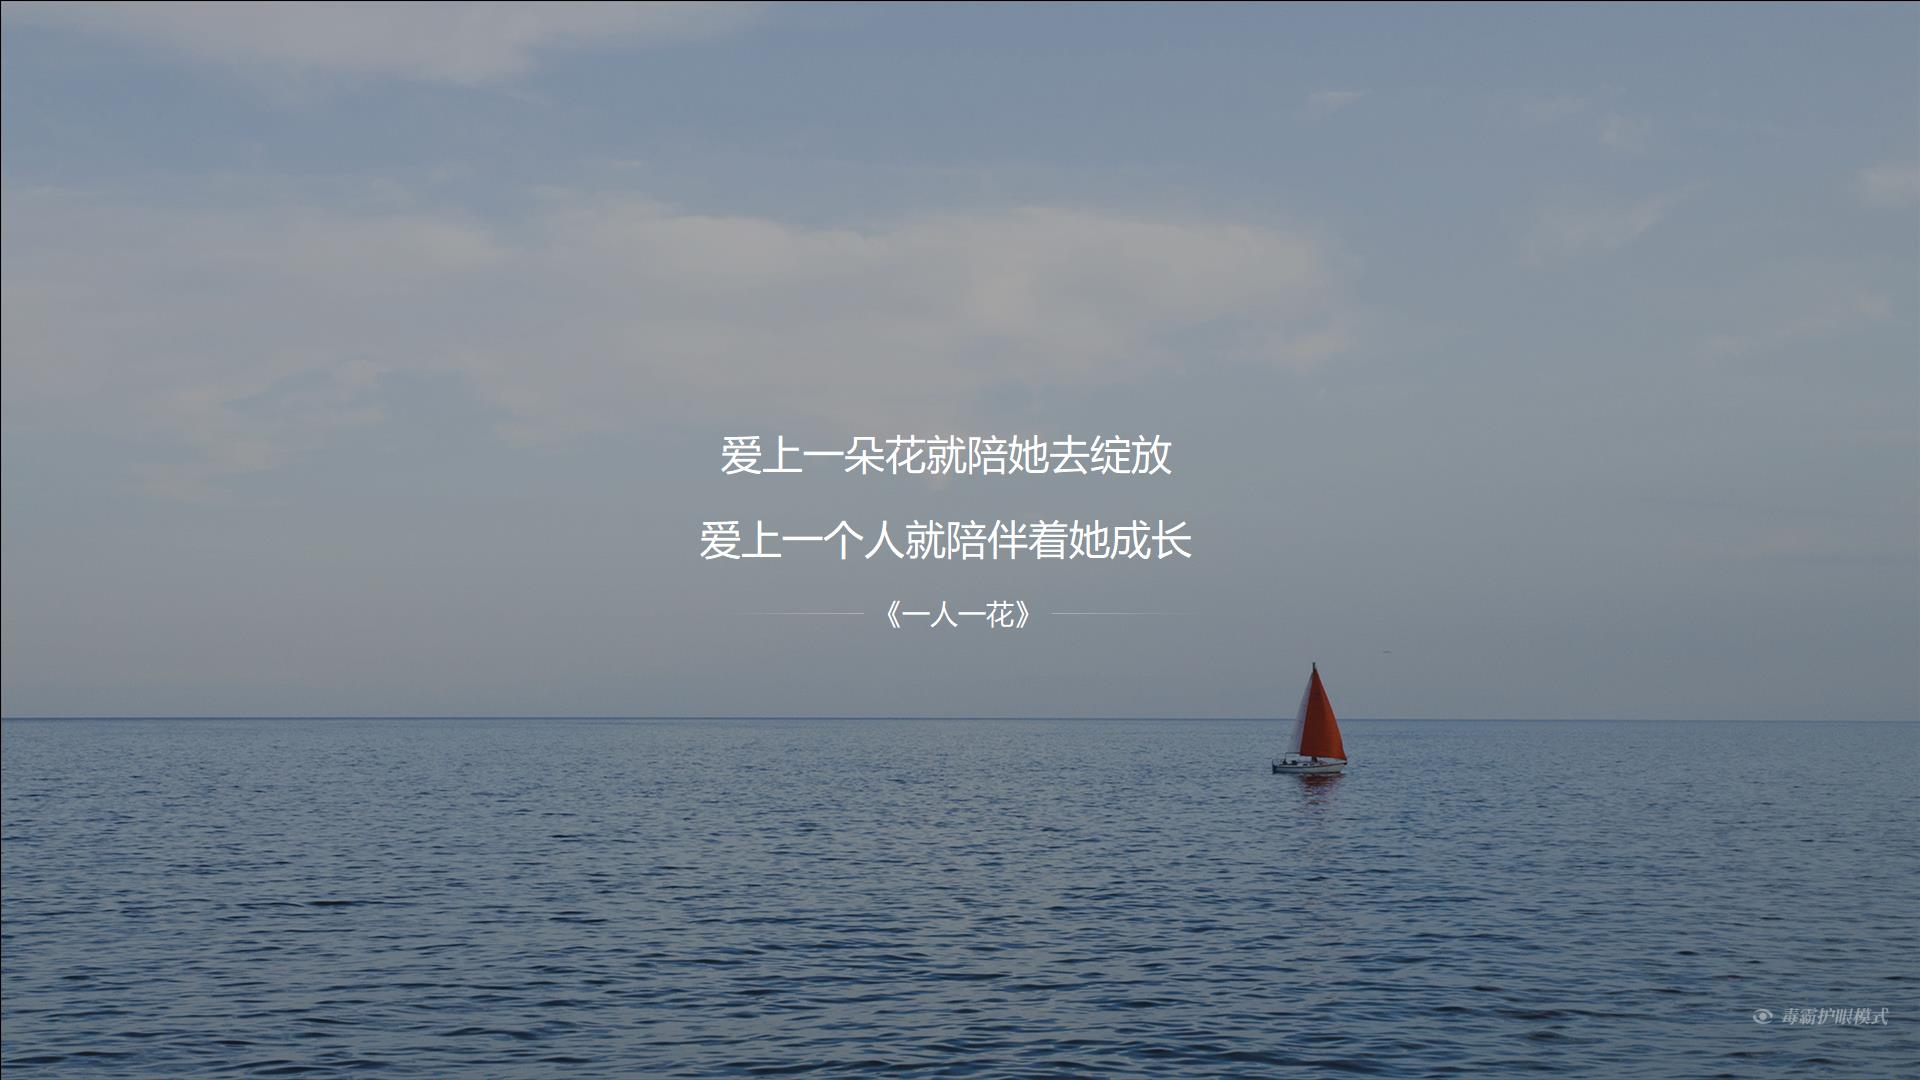 爱上一朵花就陪她去绽放
爱上一个人就陪伴着她成长
《一人一花》
毒霸护眼模式